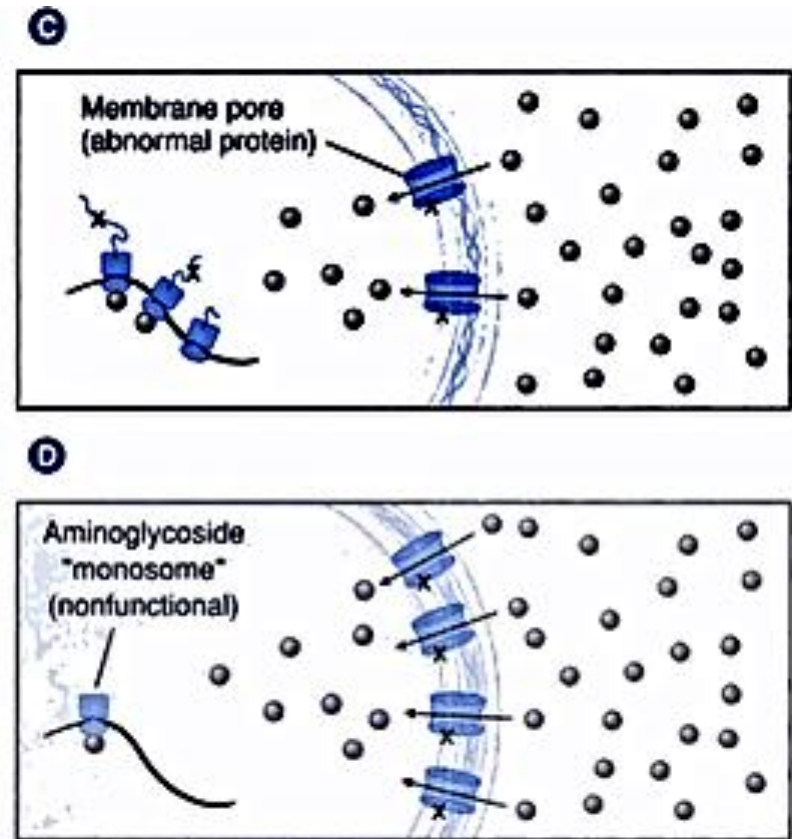 C
Membrane pore
(abnormal protein)
D
Aminoglycoside
"monosome"
(nonfunctional)